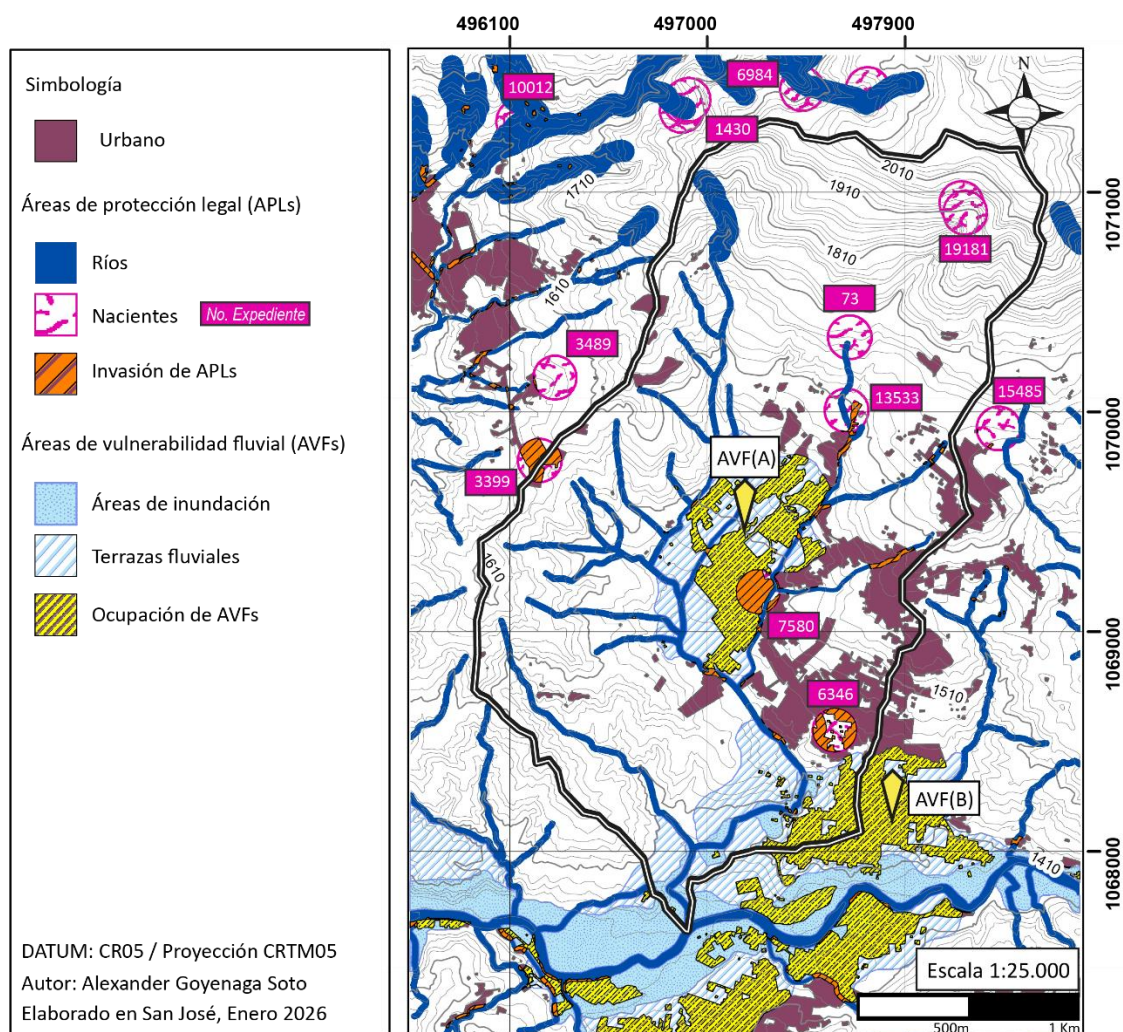 496100
497000
497900
Simbología
Urbano
Áreas de protección legal (APLs)
Ríos
Nacientes
No. Expediente
Invasión de APLs
Áreas de vulnerabilidad fluvial (AVFs)
Áreas de inundación
Terrazas fluviales
Ocupación de AVFs
DATUM: CR05 / Proyección CRTM05
Autor: Alexander Goyenaga Soto
Elaborado en San José, Enero 2026
N
10012
6984
1430
2010
1710
1910
1071000
19181
1810
1610
73
3489
15485
13533
1070000
AVF(A)
3399
1610
7580
1069000
6346
1510
AVF(B)
1410
1068000
Escala 1:25.000
500m
1 Km